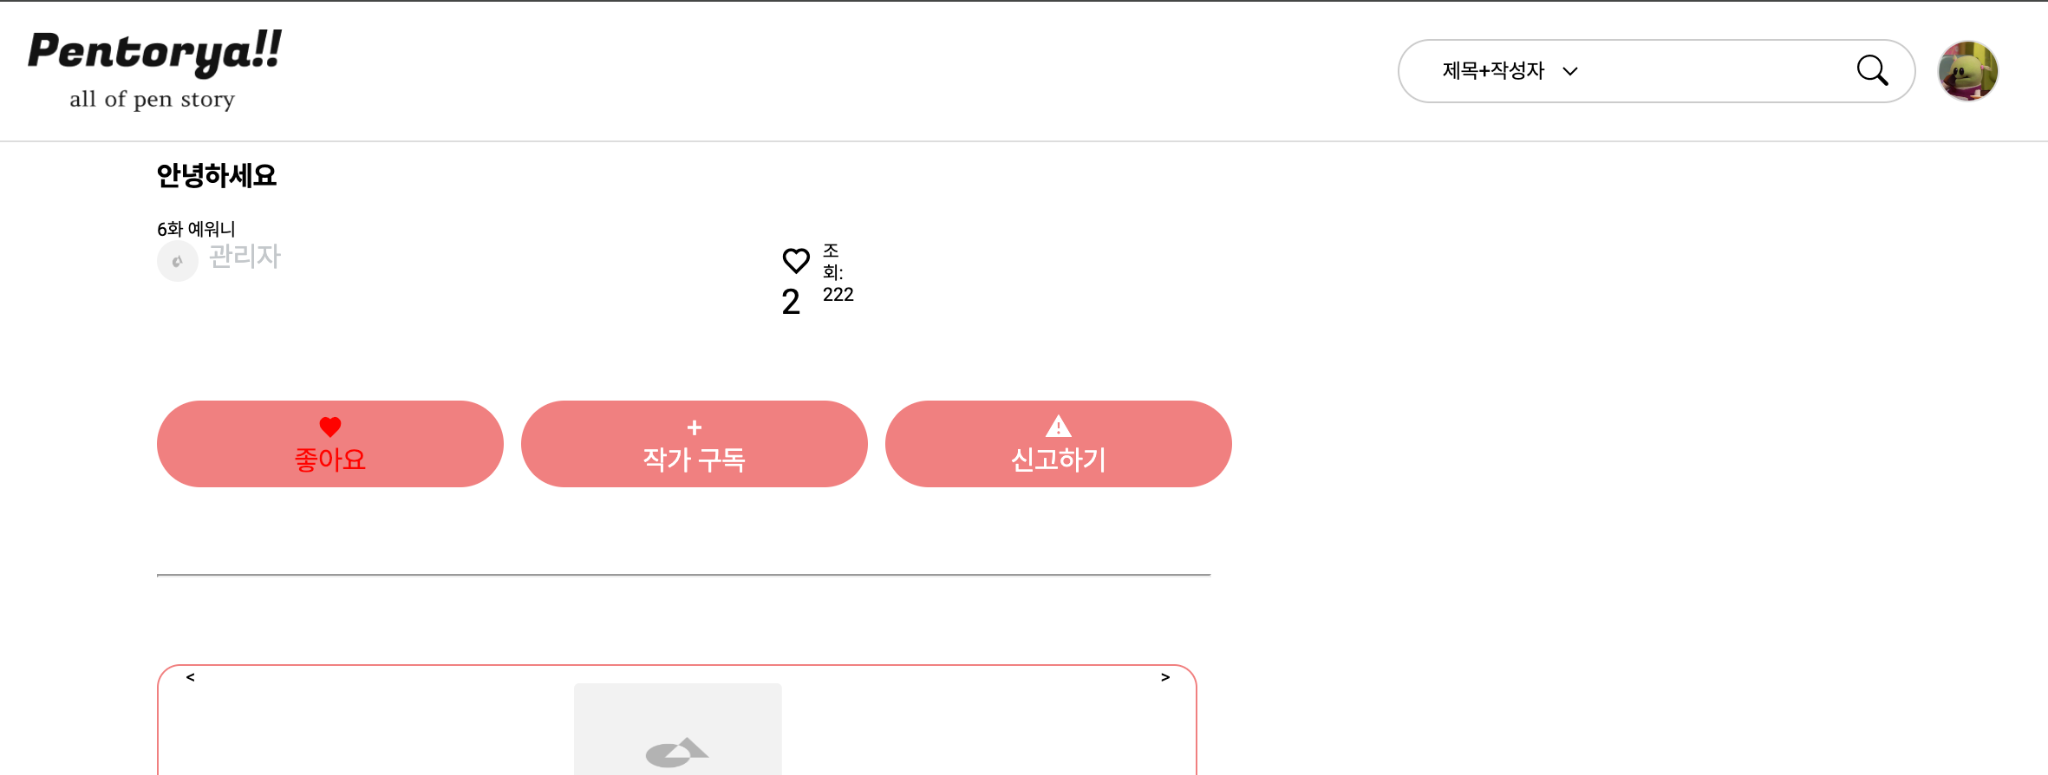 Pentorya!!
all of pen story
제목+작성자
안녕하세요
6화 예워니
관리자
2
조
회:
222
좋아요
+
작가 구독
신고하기
<
>